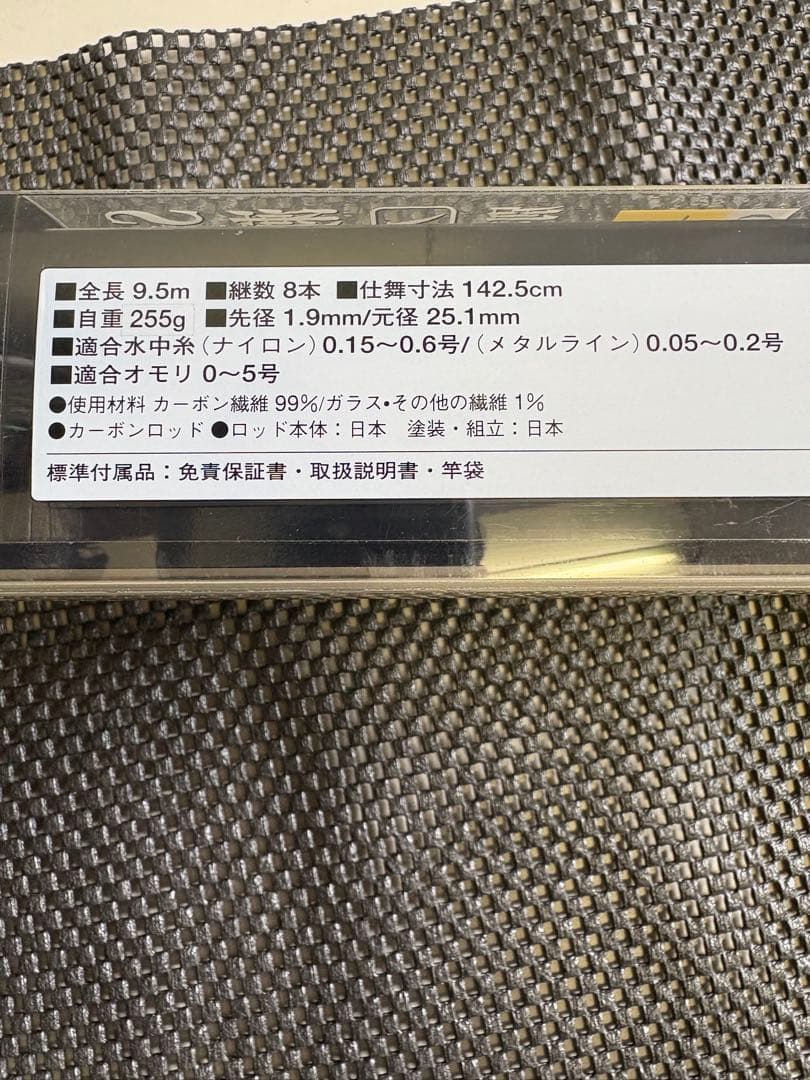 ■全長 9.5m ■継数 8本 ■仕舞寸法 142.5cm
■自重 255g ■先径 1.9mm/元径 25.1mm
■適合水中糸(ナイロン)0.15〜0.6号/(メタルライン)0.05〜0.2号
■適合オモリ 0〜5号
●使用材料 カーボン繊維 99%/ガラス・その他の繊維 1%
●カーボンロッド ●ロッド本体:日本 塗装・組立:日本
標準付属品:免責保証書・取扱説明書・竿袋